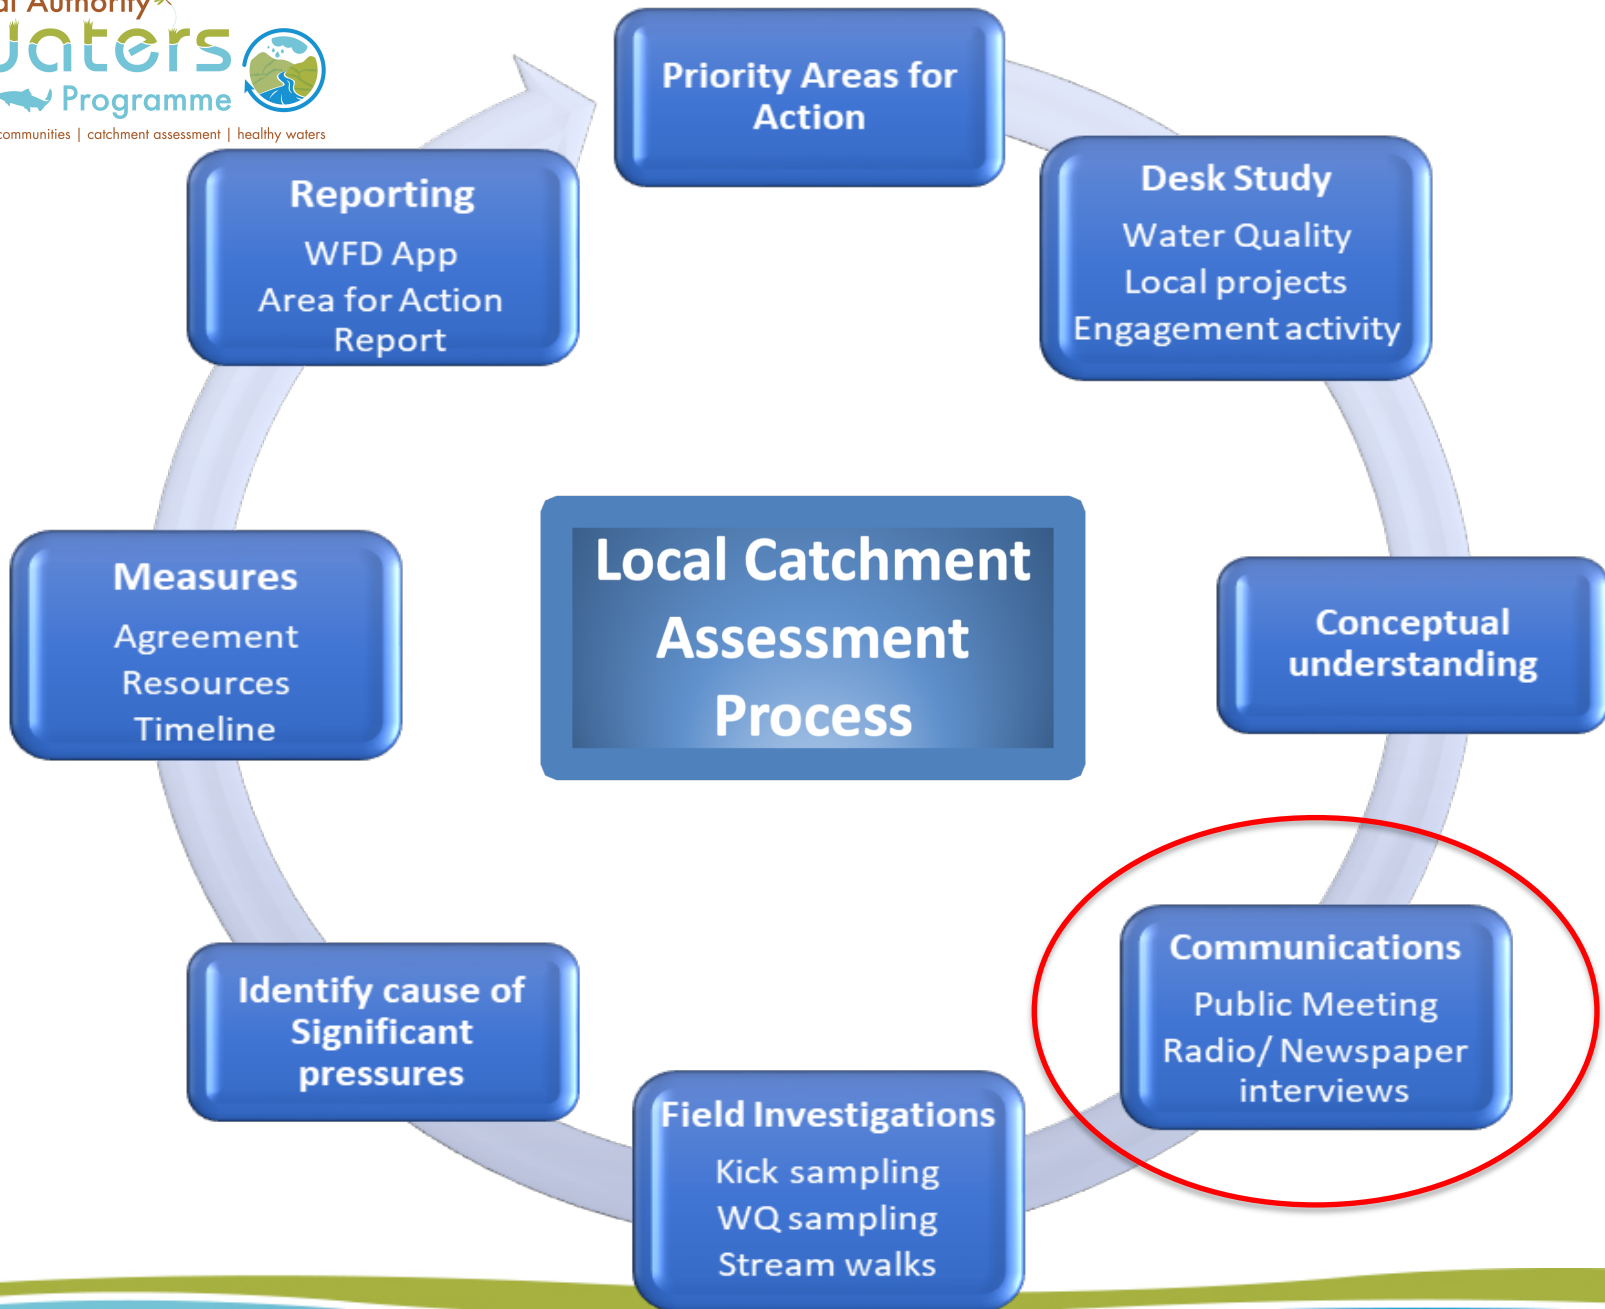 Authority
Waters
Programme
communities | catchment assessment | healthy waters
Priority Areas for
Action
Desk Study
Water Quality
Local projects
Engagement activity
Conceptual
understanding
Communications
Public Meeting
Radio/ Newspaper
interviews
Field Investigations
Kick sampling
WQ sampling
Stream walks
Identify cause of
Significant
pressures
Measures
Agreement
Resources
Timeline
Reporting
WFD App
Area for Action
Report
Local Catchment
Assessment
Process